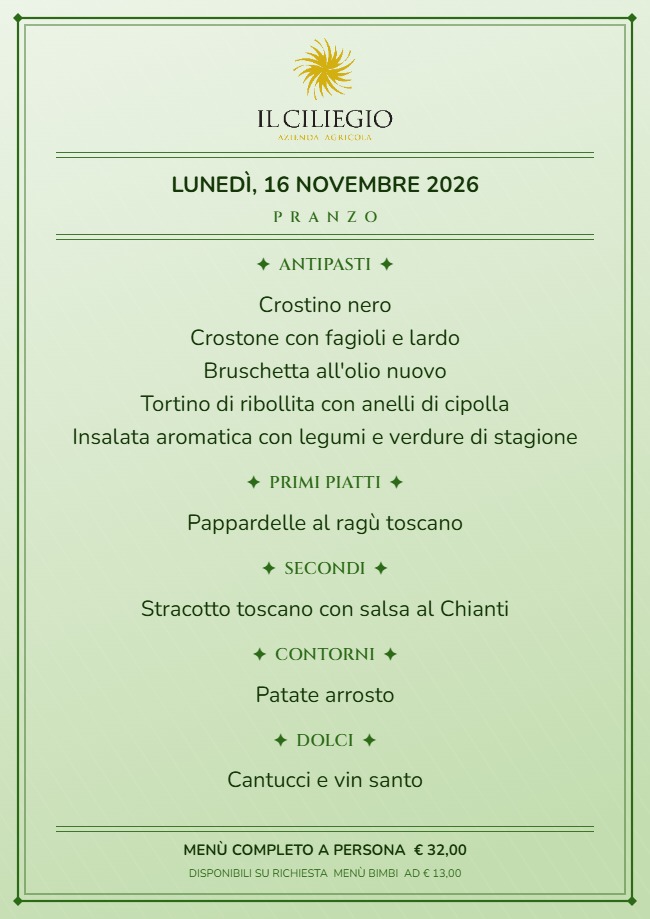 IL CILIEGIO
AZIENDA AGRICOLA
LUNEDÌ, 16 NOVEMBRE 2026
PRANZO
✦ ANTIPASTI ✦
Crostino nero
Crostone con fagioli e lardo
Bruschetta all'olio nuovo
Tortino di ribollita con anelli di cipolla
Insalata aromatica con legumi e verdure di stagione
✦ PRIMI PIATTI ✦
Pappardelle al ragù toscano
✦ SECONDI ✦
Stracotto toscano con salsa al Chianti
✦ CONTORNI ✦
Patate arrosto
✦ DOLCI ✦
Cantucci e vin santo
MENÙ COMPLETO A PERSONA € 32,00
DISPONIBILI SU RICHIESTA MENÙ BIMBI AD € 13,00